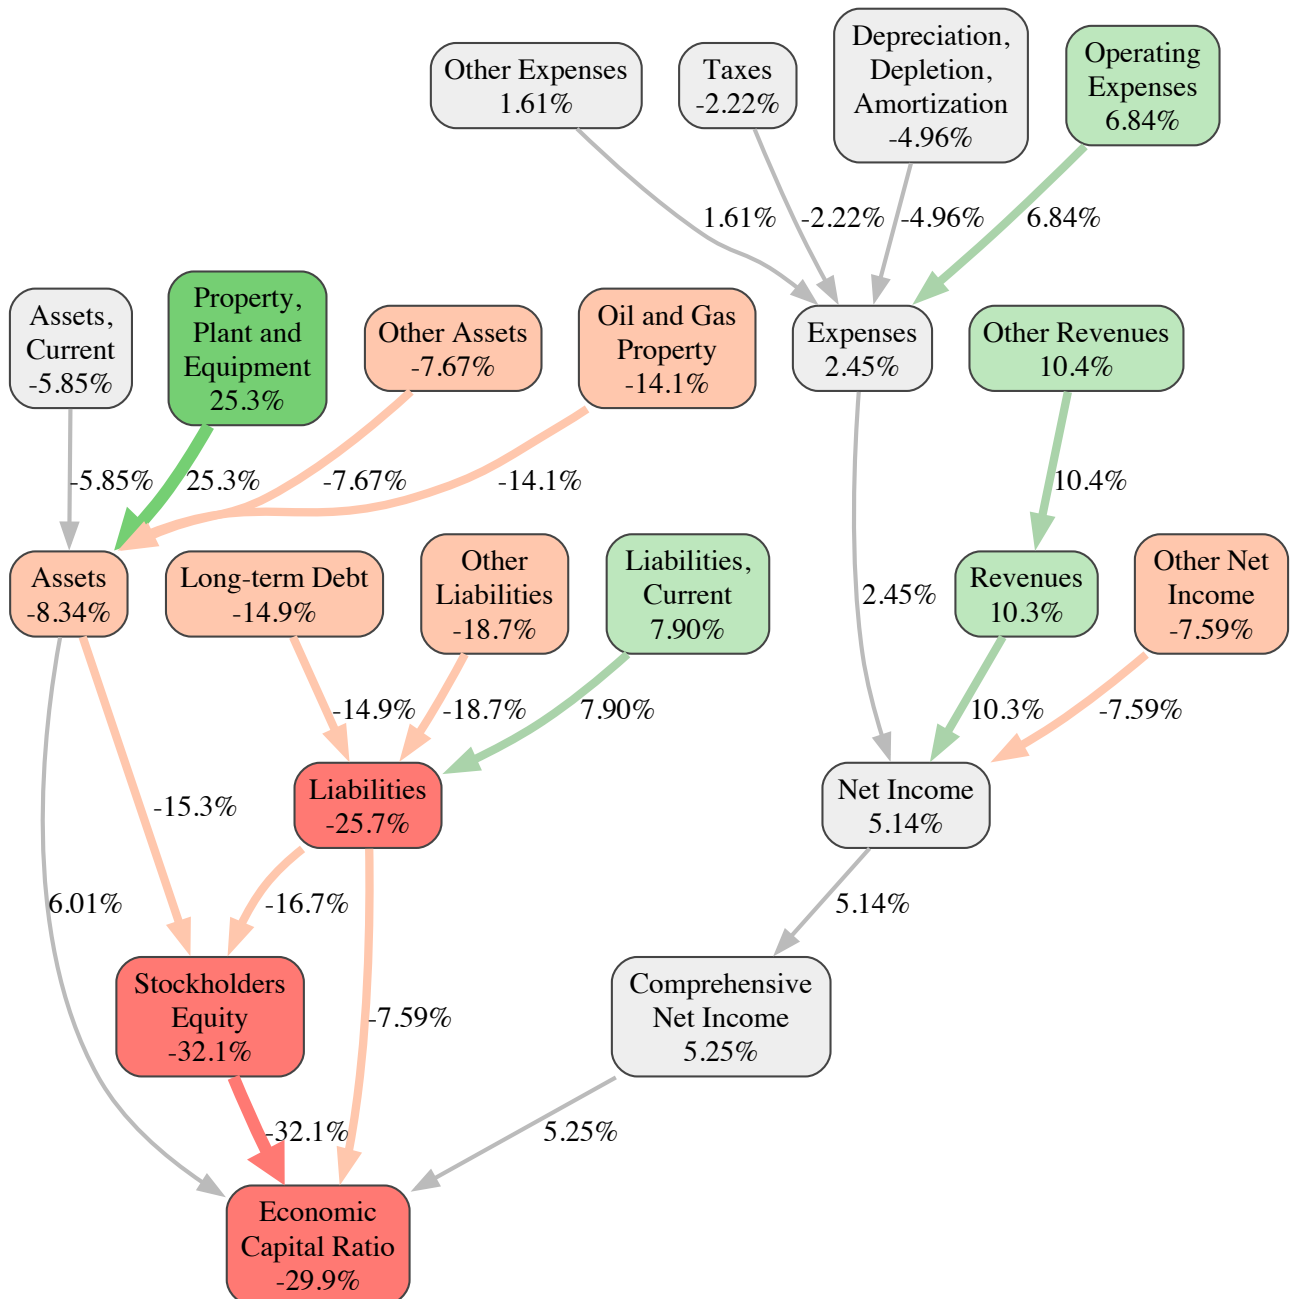 Other Expenses
1.61%
Taxes
-2.22%
Depreciation,
Depletion,
Amortization
-4.96%
Operating
Expenses
6.84%
1.61%
-2.22%
-4.96%
6.84%
Assets,
Current
-5.85%
Property,
Plant and
Equipment
25.3%
Other Assets
-7.67%
Oil and Gas
Property
-14.1%
Expenses
2.45%
Other Revenues
10.4%
-5.85%
25.3%
-7.67%
-14.1%
10.4%
Assets
-8.34%
Long-term Debt
-14.9%
Other
Liabilities
-18.7%
Liabilities,
Current
7.90%
2.45%
Revenues
10.3%
Other Net
Income
-7.59%
-14.9%
-18.7%
7.90%
10.3%
-7.59%
-15.3%
Liabilities
-25.7%
Net Income
5.14%
6.01%
-16.7%
5.14%
Stockholders
Equity
-32.1%
-7.59%
Comprehensive
Net Income
5.25%
-32.1%
5.25%
Economic
Capital Ratio
-29.9%